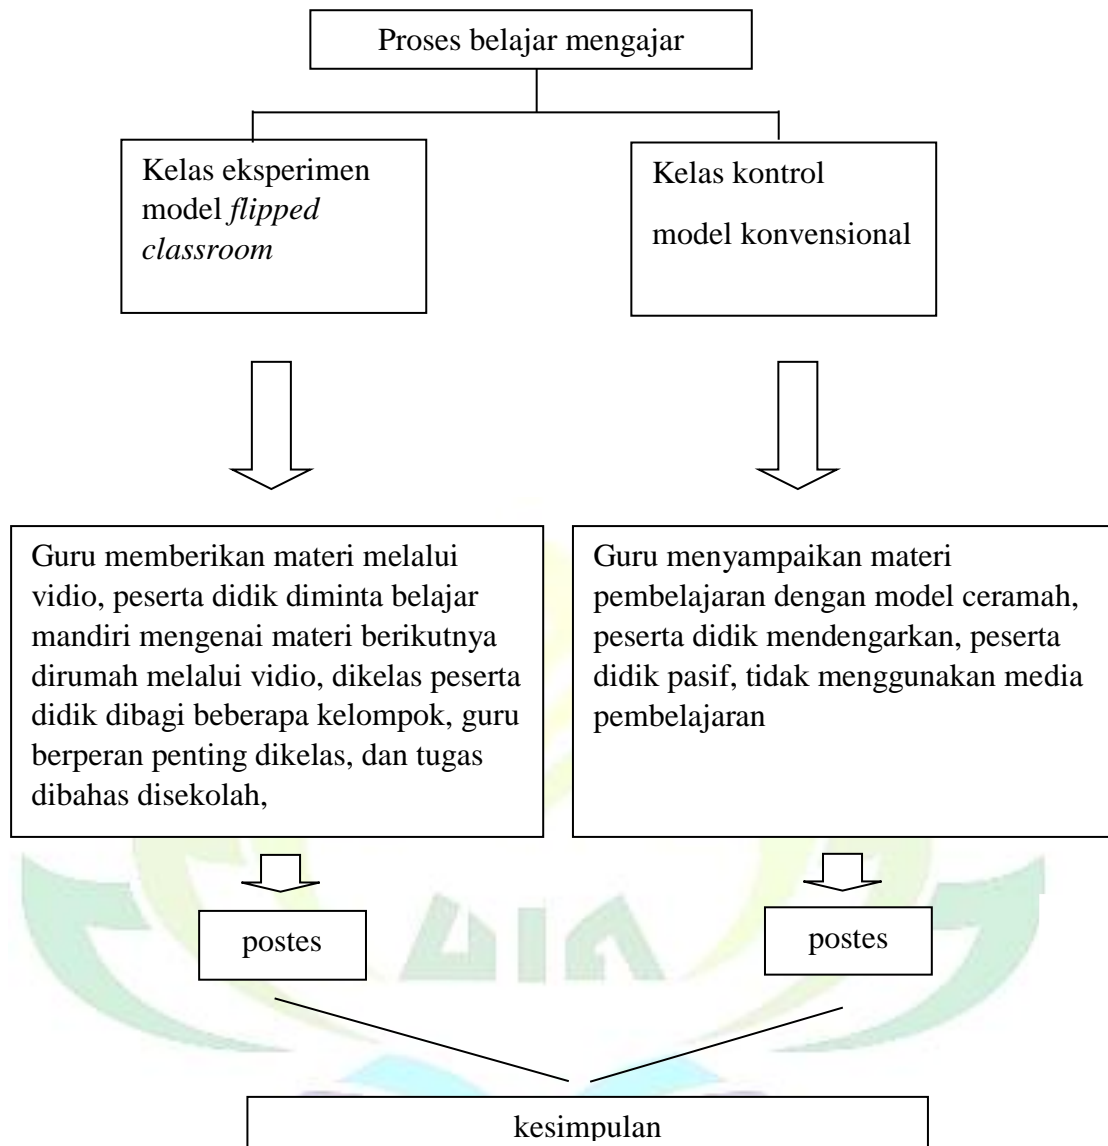 Proses belajar mengajar
Kelas eksperimen
model flipped
classroom
Kelas kontrol
model konvensional
Guru memberikan materi melalui
vidio, peserta didik diminta belajar
mandiri mengenai materi berikutnya
dirumah melalui vidio, dikelas peserta
didik dibagi beberapa kelompok, guru
berperan penting dikelas, dan tugas
dibahas disekolah,
Guru menyampaikan materi
pembelajaran dengan model ceramah,
peserta didik mendengarkan, peserta
didik pasif, tidak menggunakan media
pembelajaran
postes
postes
kesimpulan